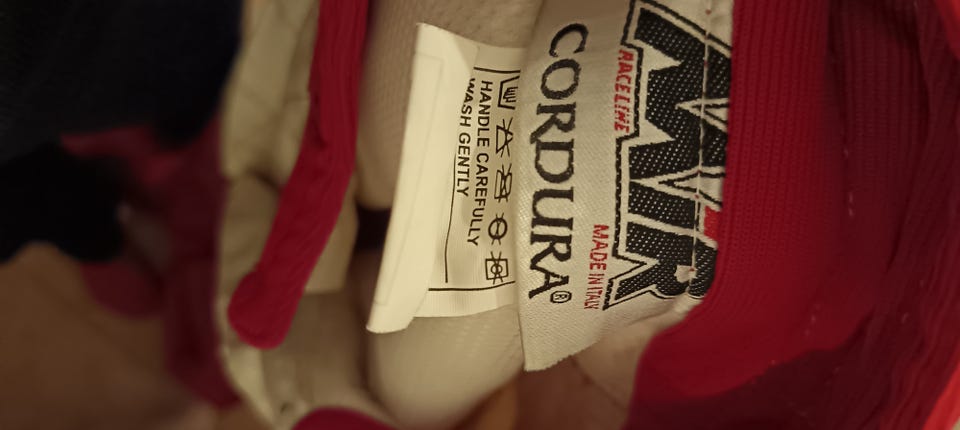 RACELINE
MADE IN ITALY
CORDURA®
HANDLE CAREFULLY
WASH GENTLY